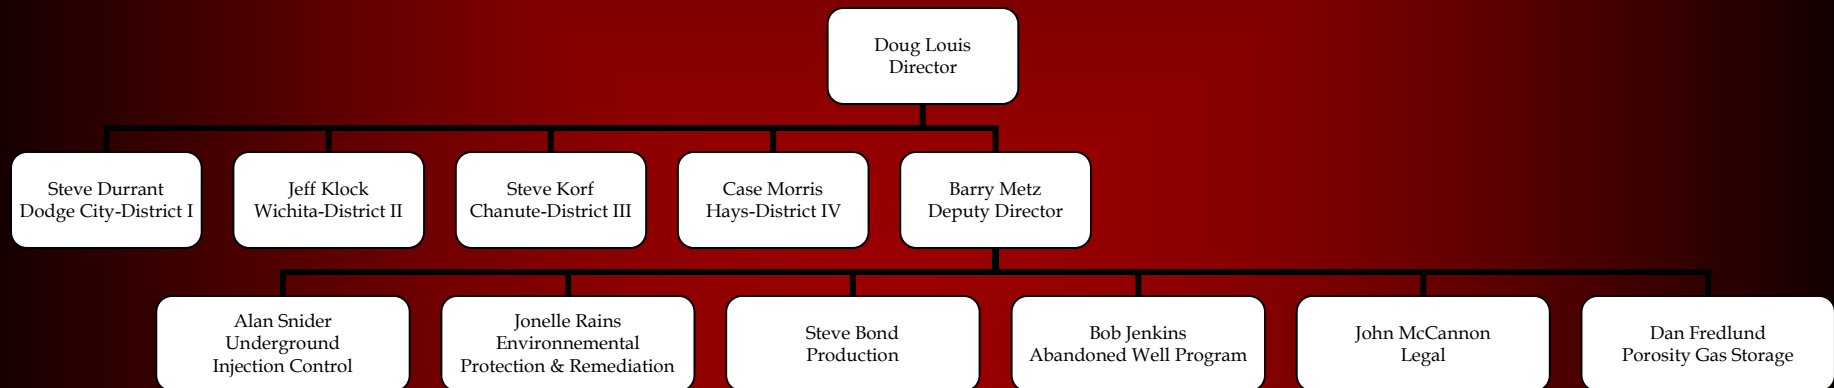 Doug Louis
Director
Steve Durrant
Dodge City-District I
Jeff Klock
Wichita-District II
Steve Korf
Chanute-District III
Case Morris
Hays-District IV
Barry Metz
Deputy Director
Alan Snider
Underground
Injection Control
Jonelle Rains
Environnemental
Protection & Remediation
Steve Bond
Production
Bob Jenkins
Abandoned Well Program
John McCannon
Legal
Dan Fredlund
Porosity Gas Storage